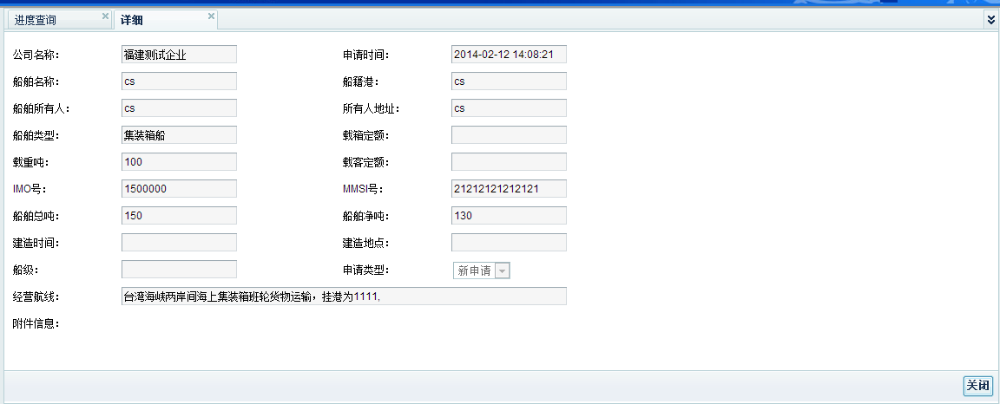 进度查询 详细
公司名称： 福建测试企业 申请时间： 2014-02-12 14:08:21
船舶名称： cs 船籍港： cs
船舶所有人： cs 所有人地址： cs
船舶类型： 集装箱船 载箱定额：
载重吨： 100 载客定额：
IMO号： 1500000 MMSI号： 21212121212121
船舶总吨： 150 船舶净吨： 130
建造时间： 建造地点：
船级： 申请类型： 新申请
经营航线： 台湾海峡两岸间海上集装箱班轮货物运输，挂港为1111,
附件信息：
关闭